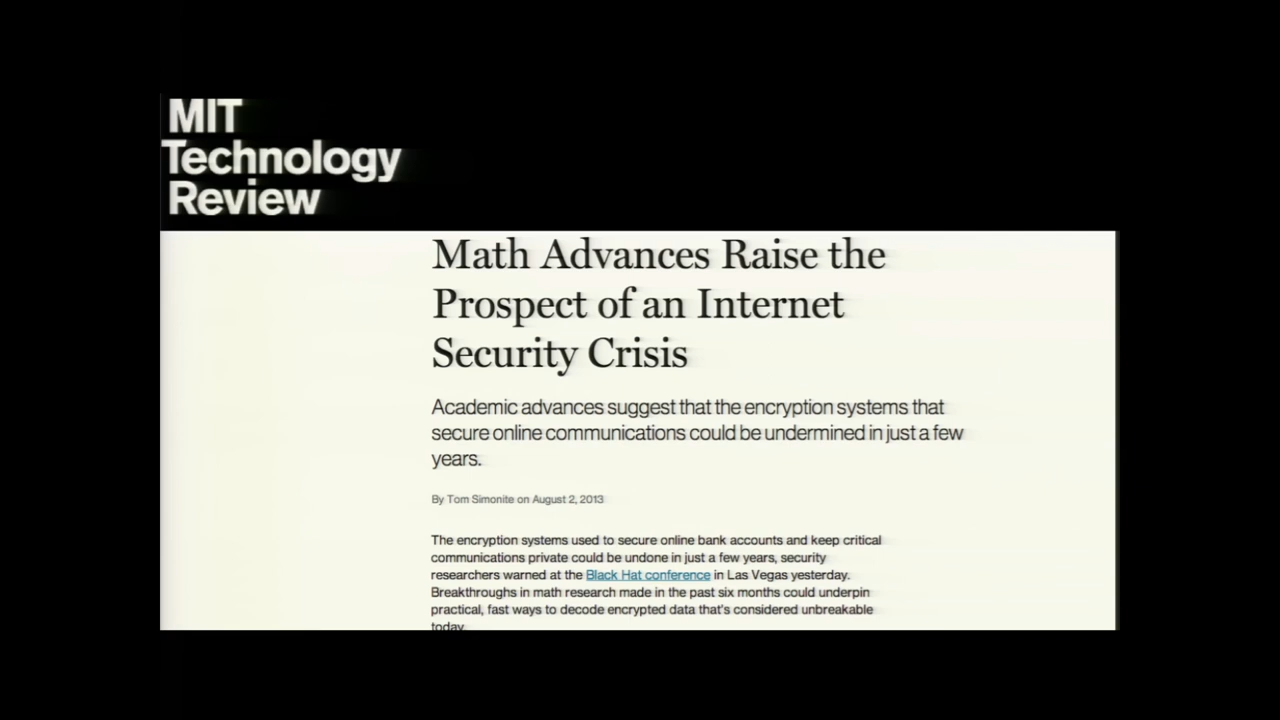 MIT
Technology
Review
Math Advances Raise the
Prospect of an Internet
Security Crisis
Academic advances suggest that the encryption systems that
secure online communications could be undermined in just a few
years.
By Tom Simonite on August 2, 2013
The encryption systems used to secure online bank accounts and keep critical
communications private could be undone in just a few years, security
researchers warned at the Black Hat conference in Las Vegas yesterday.
Breakthroughs in math research made in the past six months could underpin
practical, fast ways to decode encrypted data that's considered unbreakable
today.